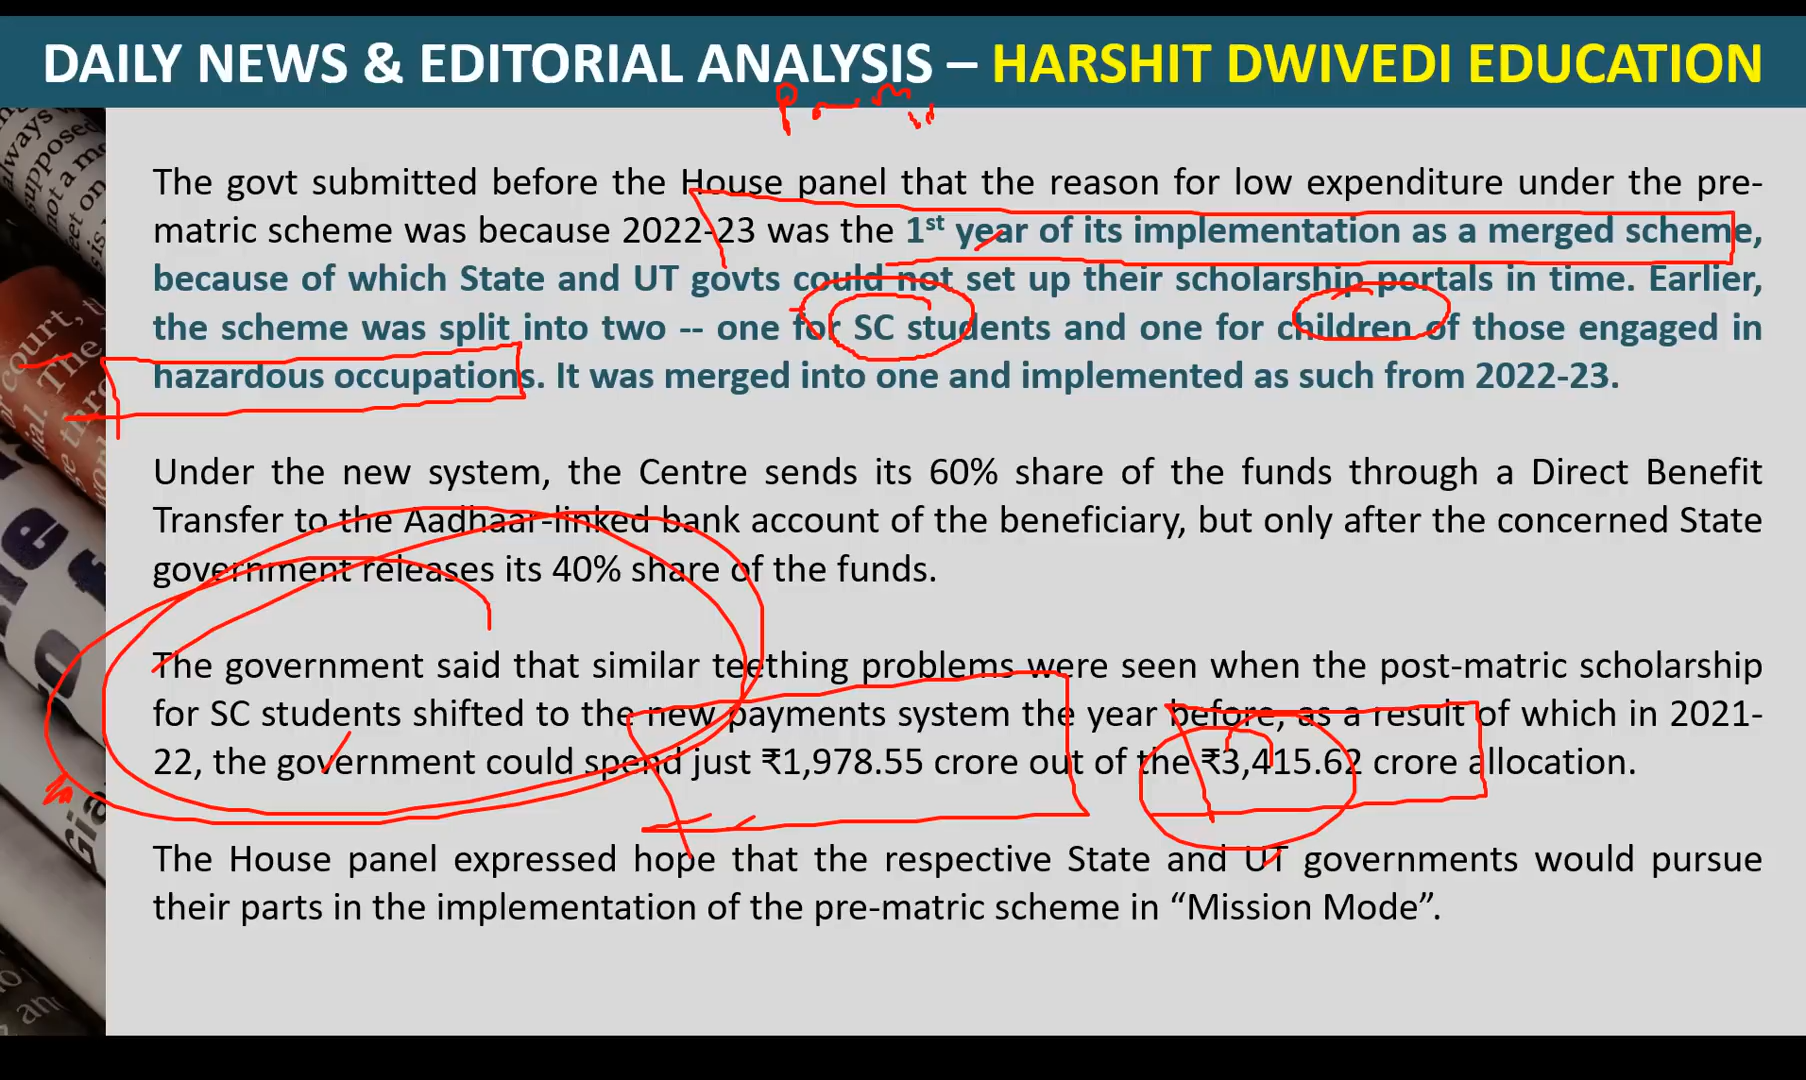 DAILY NEWS & EDITORIAL ANALYSIS – HARSHIT DWIVEDI EDUCATION
The govt submitted before the House panel that the reason for low expenditure under the pre-
matric scheme was because 2022-23 was the 1st year of its implementation as a merged scheme,
because of which State and UT govts could not set up their scholarship portals in time. Earlier,
the scheme was split into two -- one for SC students and one for children of those engaged in
hazardous occupations. It was merged into one and implemented as such from 2022-23.
Under the new system, the Centre sends its 60% share of the funds through a Direct Benefit
Transfer to the Aadhaar-linked bank account of the beneficiary, but only after the concerned State
government releases its 40% share of the funds.
The government said that similar teething problems were seen when the post-matric scholarship
for SC students shifted to the new payments system the year before, as a result of which in 2021-
22, the government could spend just ₹1,978.55 crore out of the ₹3,415.62 crore allocation.
The House panel expressed hope that the respective State and UT governments would pursue
their parts in the implementation of the pre-matric scheme in “Mission Mode”.